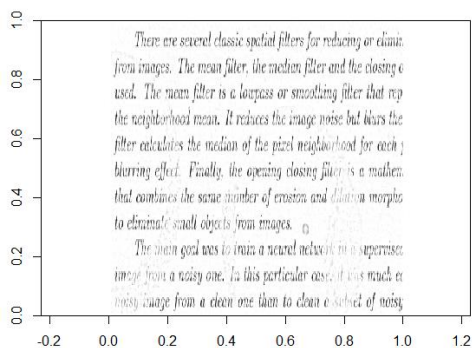 1.0
0.8
0.6
0.4
0.2
0.0
There are several classic spatial filters for reducing or elimin
from images. The mean filter, the median filter and the closing o
used. The mean filter is a lowpass or smoothing filter that rep
the neighborhood mean. It reduces the image noise but blurs the
filter calculates the median of the pixel neighborhood for each p
blurring effect. Finally, the opening closing filter is a mathem
that combines the same number of erosion and dilation morpho
to eliminate small objects from images.
The main goal was to train a neural network in a supervised
image from a noisy one. In this particular case, it was much ea
noisy image from a clean one than to clean a subset of noisy
-0.2 0.0 0.2 0.4 0.6 0.8 1.0 1.2